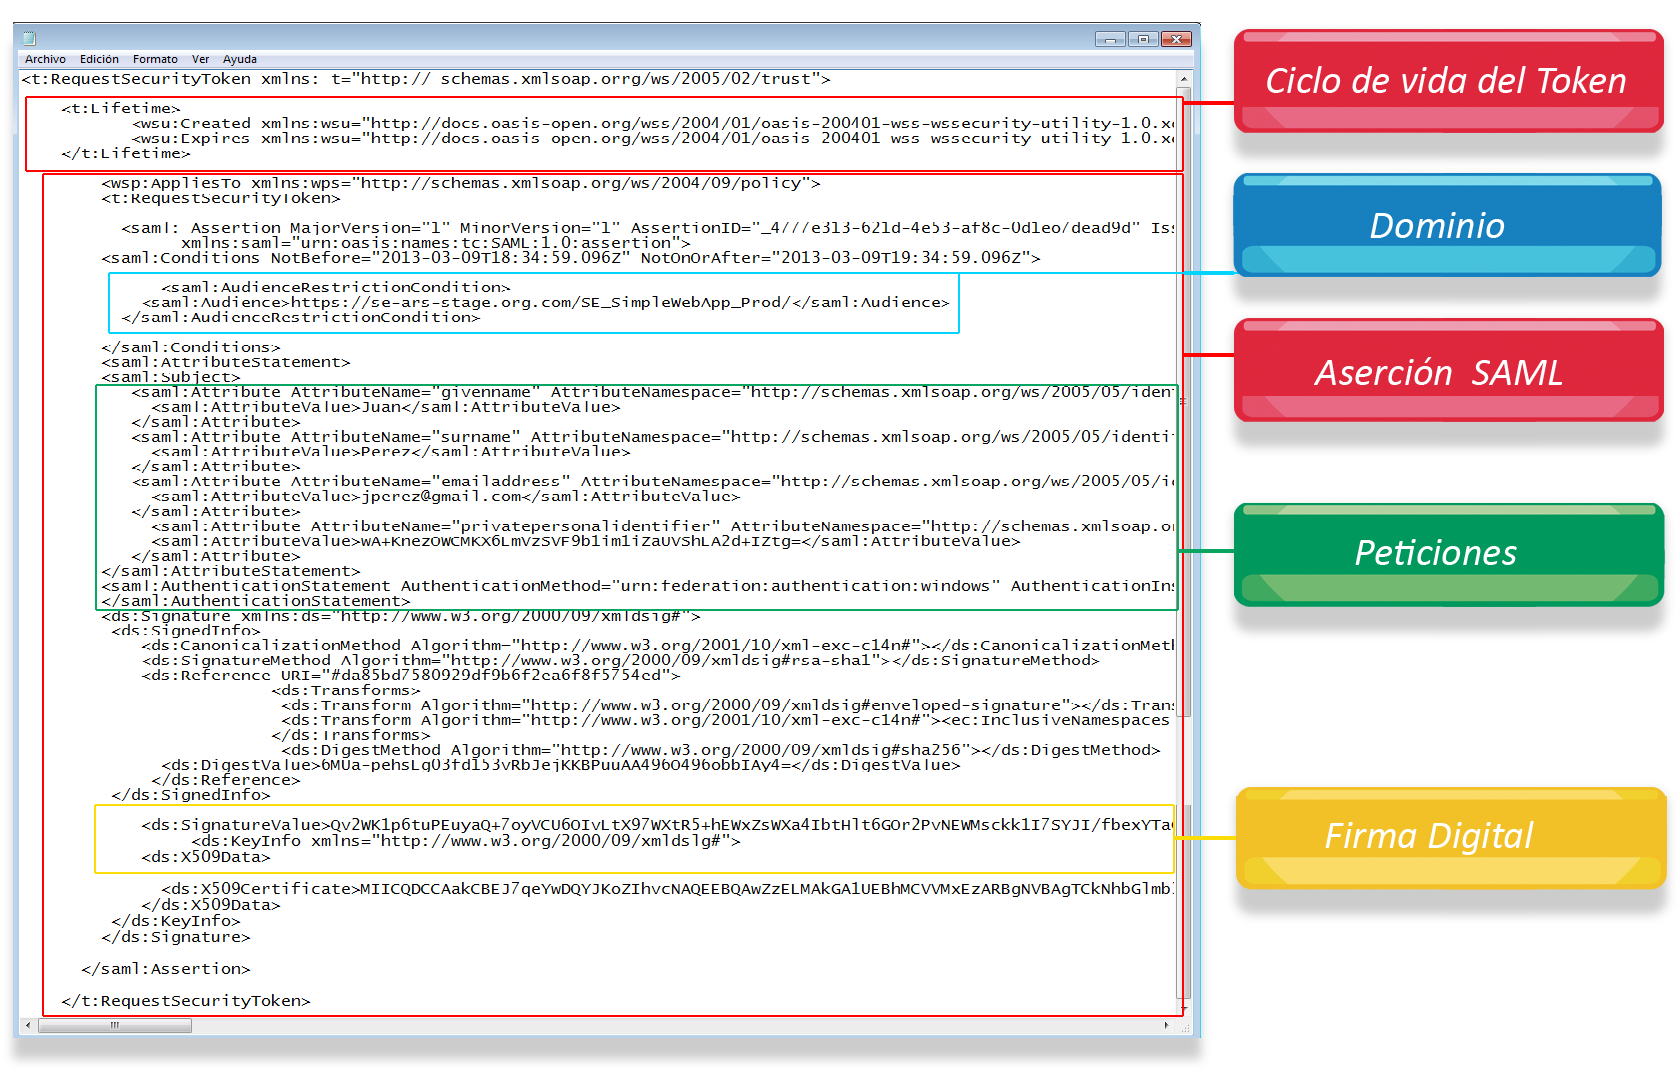 Archivo Edición Formato Ver Ayuda
<t:RequestSecurityToken xmlns: t="http:// schemas.xmlsoap.orrg/ws/2005/02/trust">
<t:Lifetime>
<wsu:Created xmlns:wsu="http://docs.oasis-open.org/wss/2004/01/oasis-200401-wss-wssecurity-utility-1.0.x
<wsu:Expires xmlns:wsu="http://docs.oasis open.org/wss/2004/01/oasis 200401 wss wssecurity utility 1.0.x
</t:Lifetime>
<wsp:AppliesTo xmlns:wps="http://schemas.xmlsoap.org/ws/2004/09/policy">
<t:RequestSecurityToken>
<saml: Assertion MajorVersion="1" MinorVersion="1" AssertionID="_4777e313-621d-4e53-af8c-0d1eo/dead9d" Iss
xmlns:saml="urn:oasis:names:tc:SAML:1.0:assertion">
<saml:Conditions NotBefore="2013-03-09T18:34:59.096Z" NotOnOrAfter="2013-03-09T19:34:59.096Z">
<saml:AudienceRestrictionCondition>
<saml:Audience>https://se-ars-stage.org.com/SE_SimpleWebApp_Prod/</saml:Audience>
</saml:AudienceRestrictionCondition>
</saml:Conditions>
<saml:AttributeStatement>
<saml:Subject>
<saml:Attribute AttributeName="givenname" AttributeNamespace="http://schemas.xmlsoap.org/ws/2005/05/iden
<saml:AttributeValue>Juan</saml:AttributeValue>
</saml:Attribute>
<saml:Attribute AttributeName="surname" AttributeNamespace="http://schemas.xmlsoap.org/ws/2005/05/identi
<saml:AttributeValue>Perez</saml:AttributeValue>
</saml:Attribute>
<saml:Attribute AttributeName="emailaddress" AttributeNamespace="http://schemas.xmlsoap.org/ws/2005/05/i
<saml:AttributeValue>jperez@gmail.com</saml:AttributeValue>
</saml:Attribute>
<saml:Attribute AttributeName="privatepersonalidentifier" AttributeNamespace="http://schemas.xmlsoap.o
<saml:AttributeValue>wA+KnezOWCMKX6LmVzSVF9b1im1iZaUVShLA2d+IZtg=</saml:AttributeValue>
</saml:Attribute>
</saml:AttributeStatement>
<saml:AuthenticationStatement AuthenticationMethod="urn:federation:authentication:windows" AuthenticationIns
</saml:AuthenticationStatement>
<ds:Signature xmlns:ds="http://www.w3.org/2000/09/xmldsig#">
<ds:SignedInfo>
<ds:CanonicalizationMethod Algorithm="http://www.w3.org/2001/10/xml-exc-c14n#"></ds:CanonicalizationMet
<ds:SignatureMethod Algorithm="http://www.w3.org/2000/09/xmldsig#rsa-sha1"></ds:SignatureMethod>
<ds:Reference URI="#da85bd7580929df9b6f2ea6f8f5754ed">
<ds:Transforms>
<ds:Transform Algorithm="http://www.w3.org/2000/09/xmldsig#enveloped-signature"></ds:Trans
<ds:Transform Algorithm="http://www.w3.org/2001/10/xml-exc-c14n#"><ec:InclusiveNamespaces
</ds:Transforms>
<ds:DigestMethod Algorithm="http://www.w3.org/2000/09/xmldsig#sha256"></ds:DigestMethod>
<ds:DigestValue>6MUa-pehsLg03fd153vRbJejKKBPuuAA496O496obbIAy4=</ds:DigestValue>
</ds:Reference>
</ds:SignedInfo>
<ds:SignatureValue>Qv2WK1p6tuPEuyaQ+7oyVCU6OIvLtX97WXtR5+hEWxZsWXa4IbtHlt6GOr2PvNEWMsckk1I7SYJI/fbexYTa
<ds:KeyInfo xmlns="http://www.w3.org/2000/09/xmldsig#">
<ds:X509Data>
<ds:X509Certificate>MIICQDCCAakCBEJ7qeYwDQYJKoZIhvcNAQEEBQAwZzELMAkGA1UEBhMCVVMxEzARBgNVBAgTCkNhbGlmb
</ds:X509Data>
</ds:KeyInfo>
</ds:Signature>
</saml:Assertion>
</t:RequestSecurityToken>
Ciclo de vida del Token
Dominio
Aserción SAML
Peticiones
Firma Digital